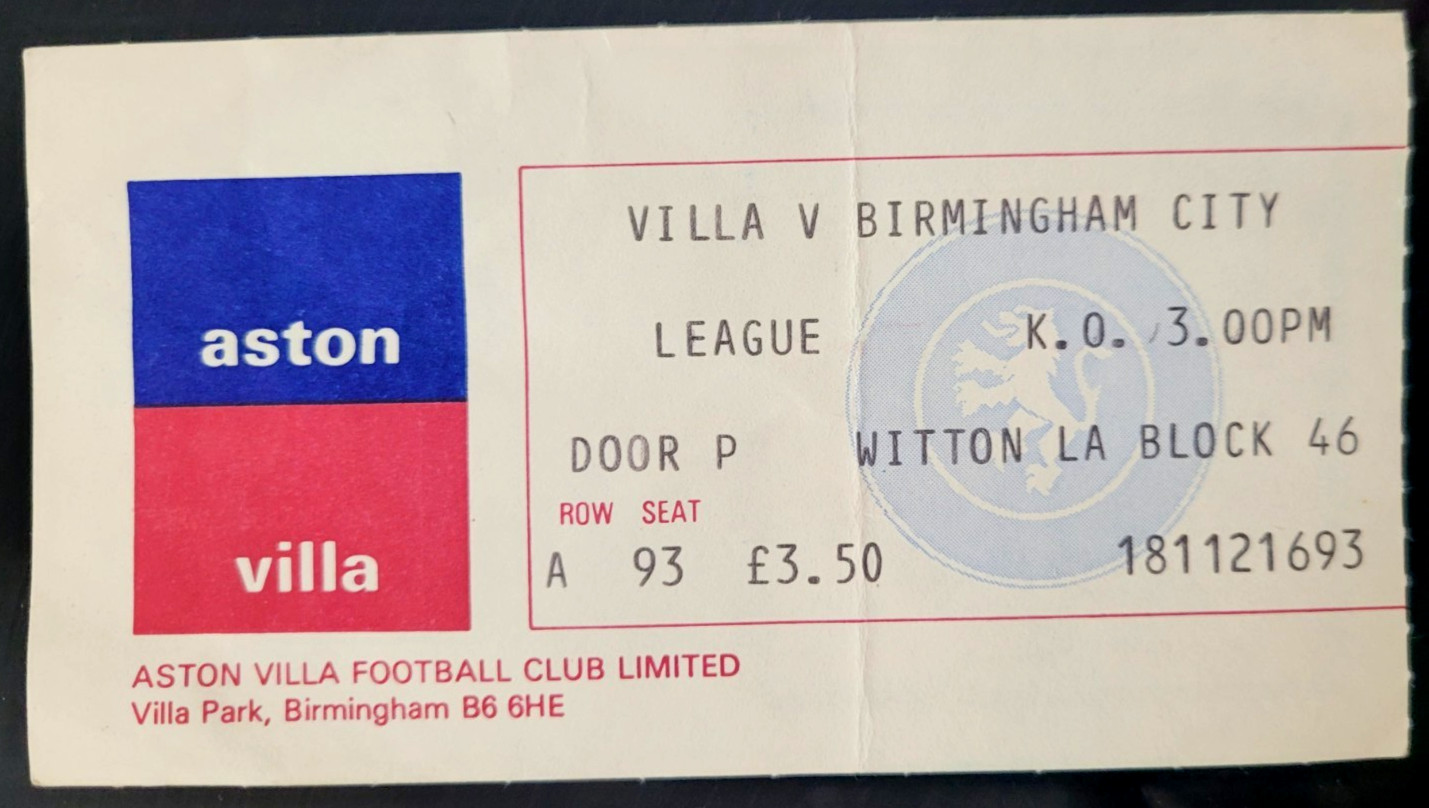 aston
villa
VILLA V BIRMINGHAM CITY
LEAGUE K.O. 3.00PM
DOOR P WITTON LA BLOCK 46
ROW SEAT
A 93 £3.50 181121693
ASTON VILLA FOOTBALL CLUB LIMITED
Villa Park, Birmingham B6 6HE